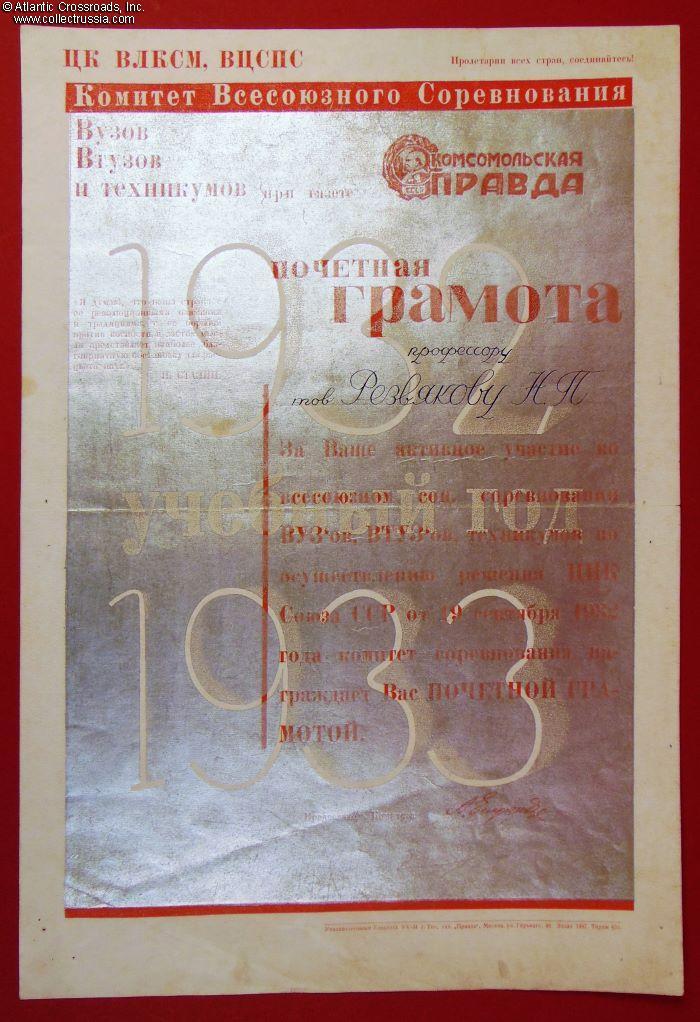 © Atlantic Crossroads, Inc.
www.collectrussia.com
ЦК ВЛКСМ, ВЦСПС
Пролетарии всех стран, соединяйтесь!
Комитет Всесоюзного Соревнования
Вузов
Втузов
и техникумов при газете
КОМСОМОЛЬСКАЯ
ПРАВДА
1932
почетная
грамота
профессору
тов Резвякову Н П
И. СТАЛИН.
За Ваше активное участие во
всесоюзном соц. соревновании
ВУЗ'ов, ВТУЗ'ов, техникумов по
осуществлению решения ЦИК
Союза ССР от 19 сентября 1932
года комитет соревнования на-
граждает Вас ПОЧЕТНОЙ ГРА-
МОТОЙ.
учебный год
1933